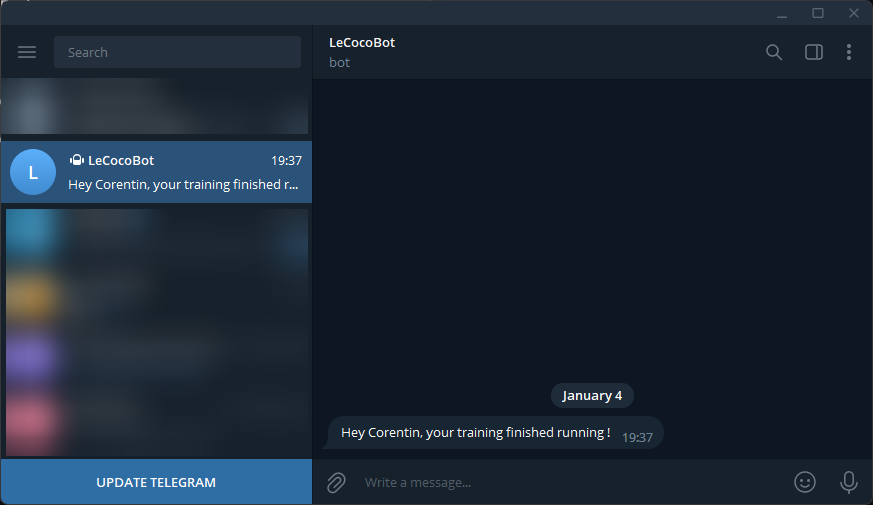 Search
LeCocoBot
19:37
Hey Corentin, your training finished r...
UPDATE TELEGRAM
LeCocoBot
bot
January 4
Hey Corentin, your training finished running !
19:37
Write a message...
L